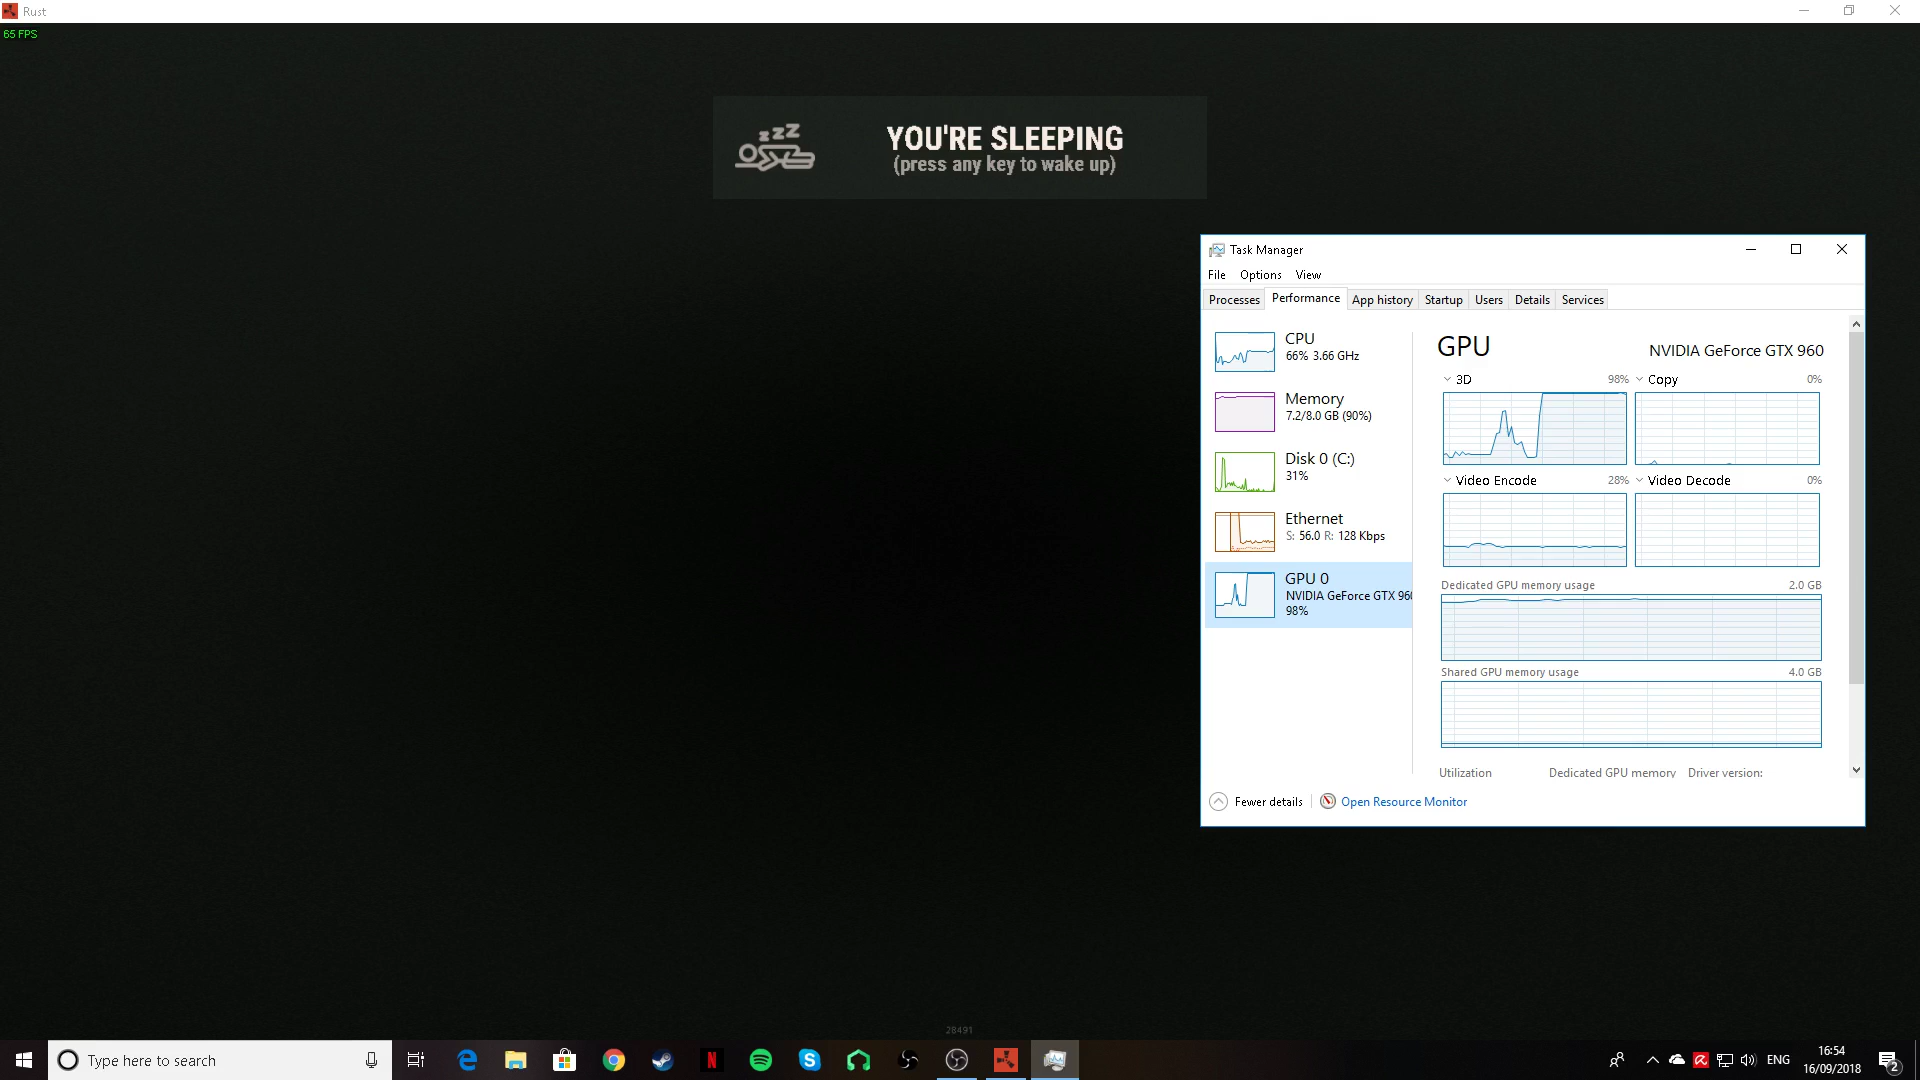 Rust
65 FPS
zzZ
YOU'RE SLEEPING
(press any key to wake up)
Task Manager
File Options View
Processes Performance App history Startup Users Details Services
CPU
66% 3.66 GHz
Memory
7.2/8.0 GB (90%)
Disk 0 (C:)
31%
Ethernet
S: 56.0 R: 128 Kbps
GPU 0
NVIDIA GeForce GTX 960
98%
GPU NVIDIA GeForce GTX 960
3D 98% Copy 0%
Video Encode 28% Video Decode 0%
Dedicated GPU memory usage 2.0 GB
Shared GPU memory usage 4.0 GB
Utilization Dedicated GPU memory Driver version:
Fewer details Open Resource Monitor
28491
Type here to search
N
ENG
16:54
16/09/2018
2